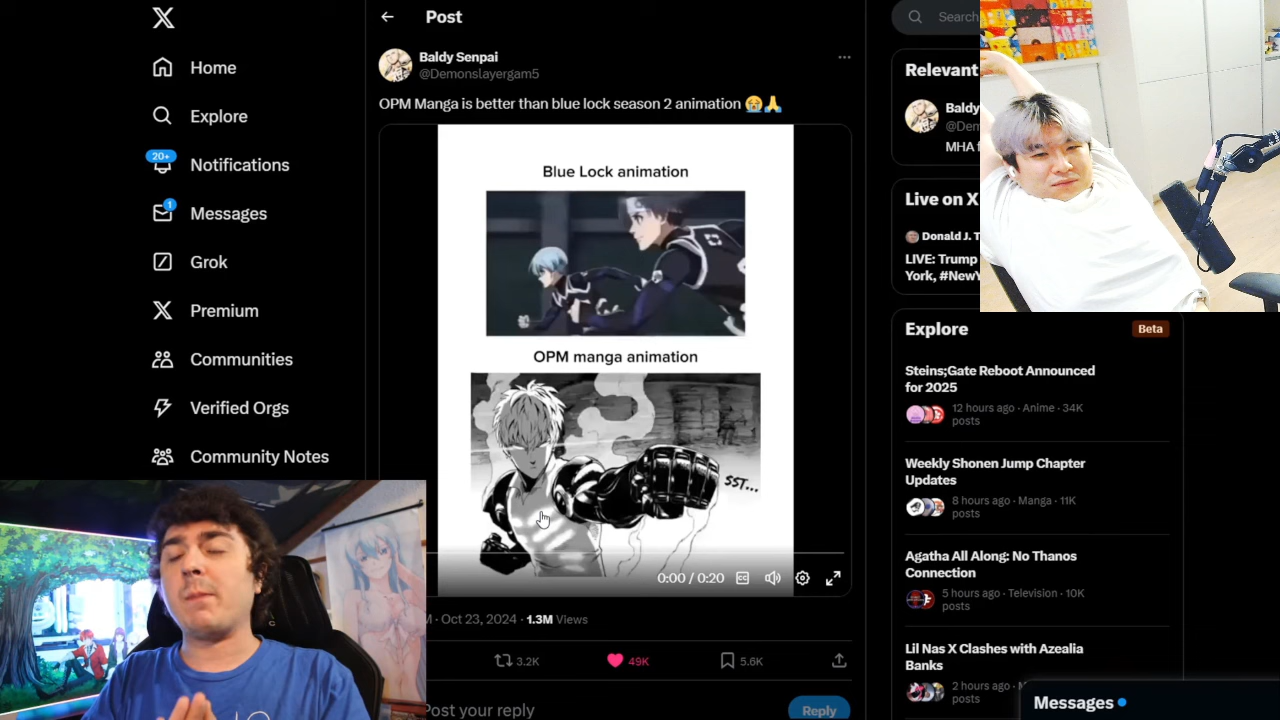 Home
Explore
20+
Notifications
1
Messages
Grok
Premium
Communities
Verified Orgs
Community Notes
Post
Baldy Senpai
@Demonslayergam5
OPM Manga is better than blue lock season 2 animation 😭🙏
Blue Lock animation
OPM manga animation
SST...
0:00 / 0:20
M · Oct 23, 2024 · 1.3M Views
3.2K
49K
5.6K
Post your reply
Reply
Search
Relevant
Baldy
@Dem
MHA
Live on X
Donald J. T
LIVE: Trump
York, #NewY
Explore
Beta
Steins;Gate Reboot Announced
for 2025
12 hours ago · Anime · 34K
posts
Weekly Shonen Jump Chapter
Updates
8 hours ago · Manga · 11K
posts
Agatha All Along: No Thanos
Connection
5 hours ago · Television · 10K
posts
Lil Nas X Clashes with Azealia
Banks
2 hours ago ·
Messages